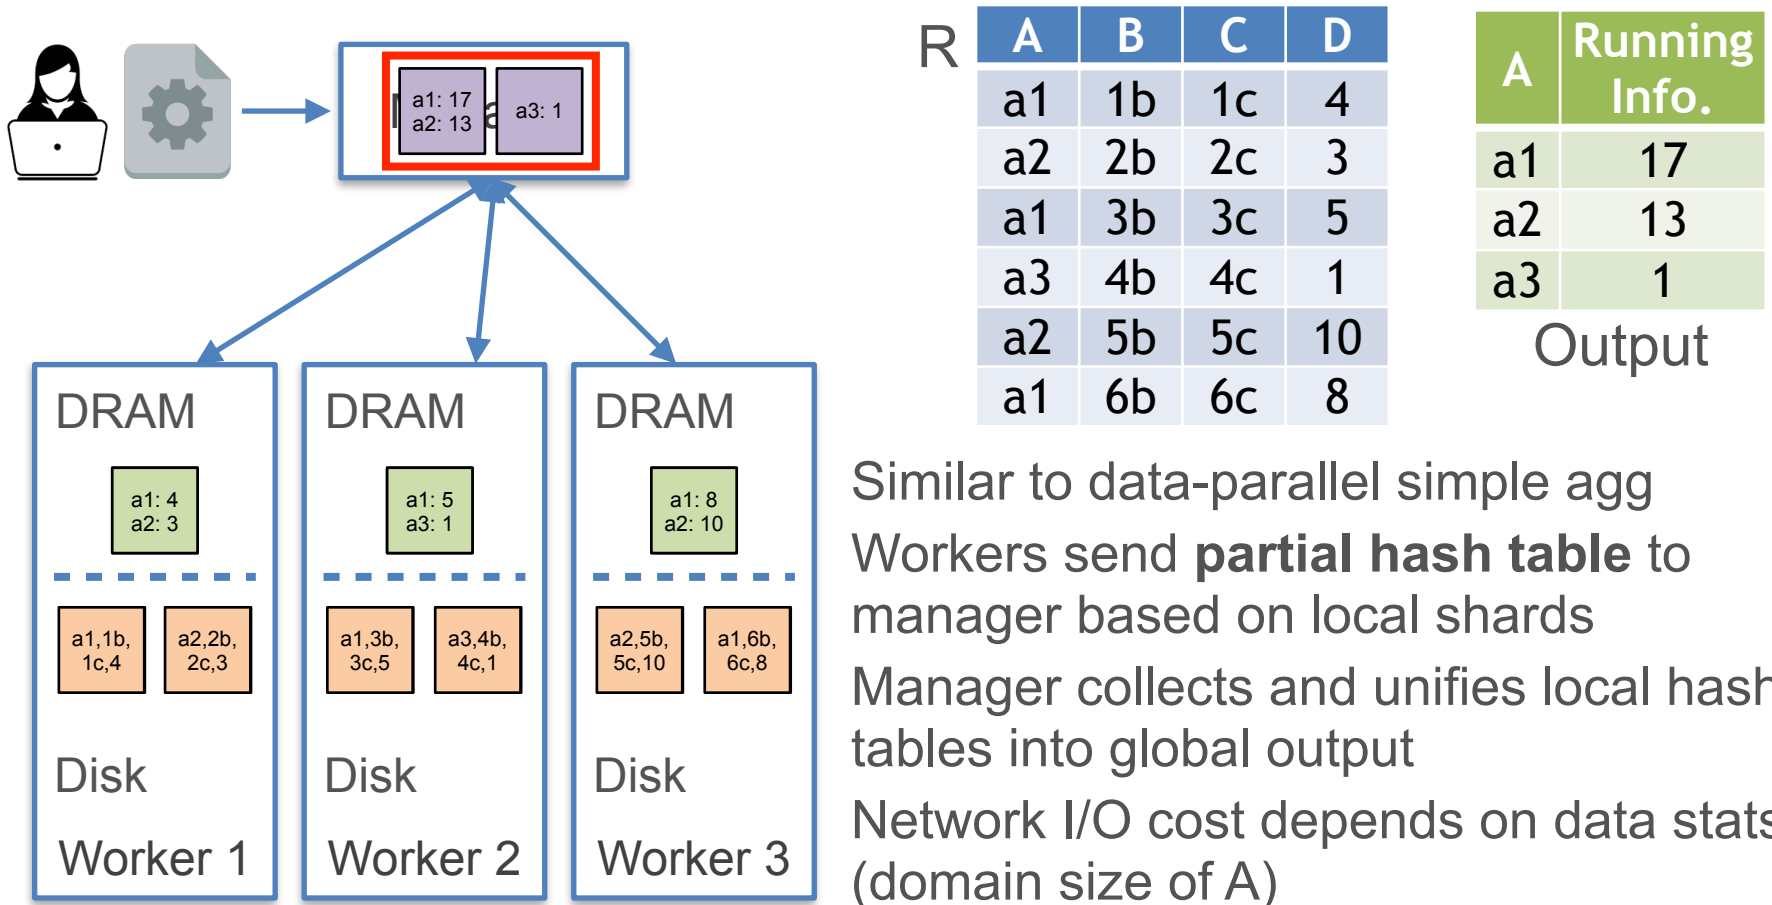 a1: 17
a2: 13
a3: 1
R
A B C D
a1 1b 1c 4
a2 2b 2c 3
a1 3b 3c 5
a3 4b 4c 1
a2 5b 5c 10
a1 6b 6c 8
A Running Info.
a1 17
a2 13
a3 1
Output
DRAM
a1: 4
a2: 3
a1,1b,
1c,4
a2,2b,
2c,3
Disk
Worker 1
DRAM
a1: 5
a3: 1
a1,3b,
3c,5
a3,4b,
4c,1
Disk
Worker 2
DRAM
a1: 8
a2: 10
a2,5b,
5c,10
a1,6b,
6c,8
Disk
Worker 3
Similar to data-parallel simple agg
Workers send partial hash table to
manager based on local shards
Manager collects and unifies local hash
tables into global output
Network I/O cost depends on data stats
(domain size of A)